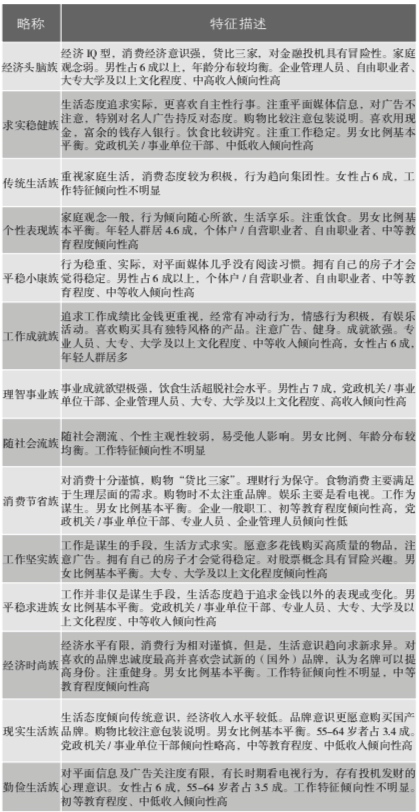 略称 特征描述
经济头脑族 经济 IQ 型，消费经济意识强，货比三家，对金融投机具有冒险性。家庭
观念弱。男性占 6 成以上，年龄分布较均衡。企业管理人员、自由职业者、
大专大学及以上文化程度、中高收入倾向性高
求实稳健族 生活态度追求实际，更喜欢自主性行事。注重平面媒体信息，对广告不
注意，特别对名人广告持反对态度。购物比较注意包装说明。喜欢用现
金，富余的钱存入银行。饮食比较讲究。注重工作稳定。男女比例基本
平衡。党政机关 / 事业单位干部、中低收入倾向性高
传统生活族 重视家庭生活，消费态度较为积极，行为趋向集团性。女性占 6 成，工
作特征倾向性不明显
个性表现族 家庭观念一般，行为倾向随心所欲，生活享乐。注重饮食。男女比例基
本平衡。年轻人群居 4.6 成，个体户 / 自营职业者、自由职业者、中等教
育程度倾向性高
平稳小康族 行为稳重、实际，对平面媒体几乎没有阅读习惯。拥有自己的房子才会
觉得稳定。男性占 6 成以上，个体户 / 自营职业者、自由职业者、中等教
育程度、中等收入倾向性高
工作成就族 追求工作成绩比金钱更重视，经常有冲动行为，情感行为积极，有娱乐
活动。喜欢购买具有独特风格的产品。注意广告、健身。成就欲强。专
业人员、大专、大学及以上文化程度、中等收入倾向性高，女性占 6 成，
年轻人群居多
理智事业族 事业成就欲望极强，饮食生活超脱社会水平。男性占 7 成，党政机关 / 事业
单位干部、企业管理人员、大专、大学及以上文化程度、高收入倾向性高
随社会流族 随社会潮流、个性主观性较弱，易受他人影响。男女比例、年龄分布较
均衡。工作特征倾向性不明显
消费节省族 对消费十分谨慎，购物“货比三家”。理财行为保守。食物消费主要满足
于生理层面的需求。购物时不太注重品牌。娱乐主要是看电视。工作为
谋生。男女比例基本平衡。企业一般职工、初等教育程度倾向性高，党
政机关 / 事业单位干部、专业人员、企业管理人员倾向性低
工作坚实族 工作是谋生的手段，生活方式求实。愿意多花钱购买高质量的物品，注
意广告。拥有自己的房子才会觉得稳定。对股票概念具有冒险兴趣。男
女比例基本平衡。大专、大学及以上文化程度倾向性高
平稳求进族 工作并非仅是谋生手段，生活态度趋于追求金钱以外的表现或变化。男
女比例基本平衡。党政机关 / 事业单位干部、专业人员、大专、大学及以
上文化程度、中等收入倾向性高
经济时尚族 经济水平有限，消费行为相对谨慎，但是，生活意识趋向求新求异。对
喜欢的品牌忠诚度最高并喜欢尝试新的（国外）品牌，认为名牌可以提
高身份。注重健身。男女比例基本平衡。工作特征倾向性不明显，中等
教育程度倾向性高
现实生活族 生活态度倾向传统意识，经济收入水平较低。品牌意识更愿意购买国产
品牌。购物较注意包装说明。男女比例基本平衡。55-64 岁者占 3.4 成。
党政机关 / 事业单位干部倾向性略高，中等教育程度、中低收入倾向性高
勤俭生活族 对平面信息及广告关注度有限，有长时期看电视行为，存有投机发财的
心理意识。女性占 6 成，55-64 岁者占 3.5 成。工作特征倾向性不明显。
初等教育程度、中低收入倾向性高